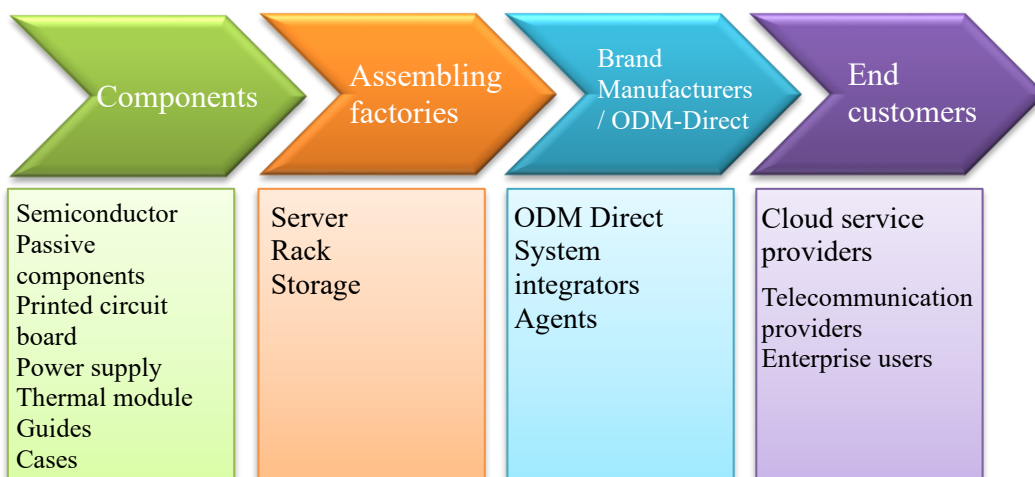 Components
Assembling
factories
Brand
Manufacturers
/ ODM-Direct
End
customers
Semiconductor
Passive
components
Printed circuit
board
Power supply
Thermal module
Guides
Cases
Server
Rack
Storage
ODM Direct
System
integrators
Agents
Cloud service
providers
Telecommunication
providers
Enterprise users